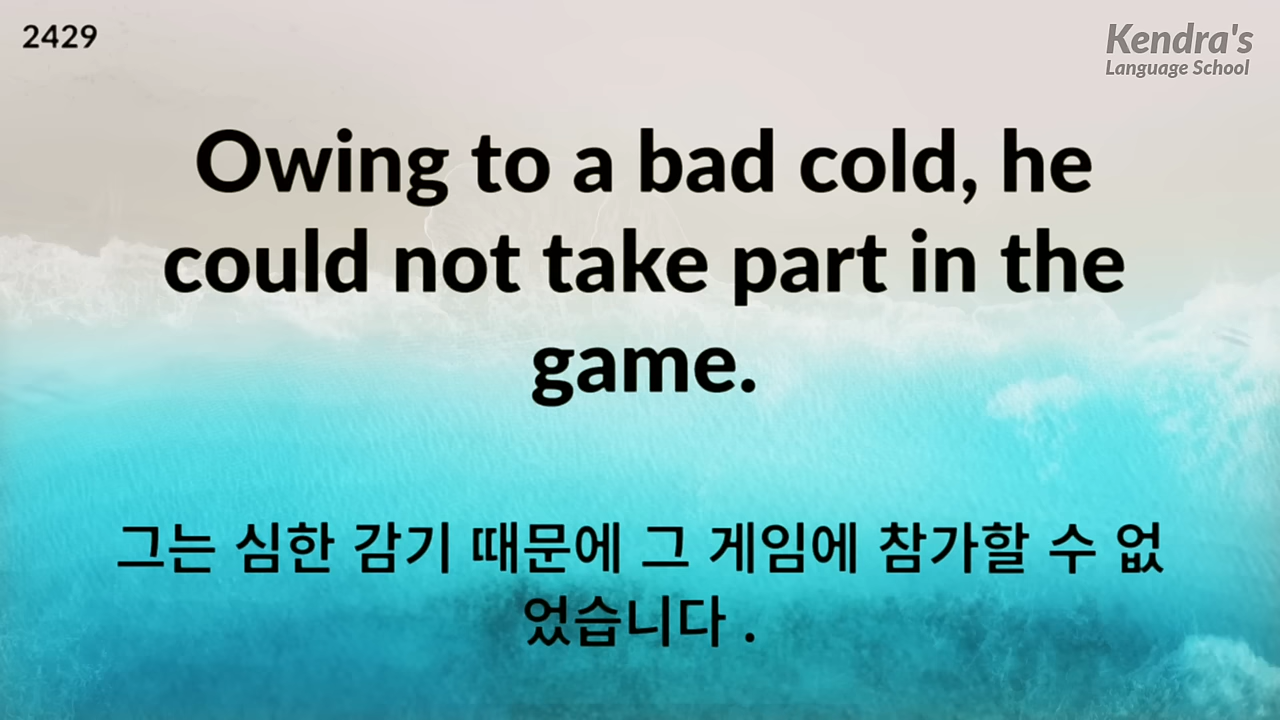 2429
Kendra's
Language School
Owing to a bad cold, he
could not take part in the
game.
그는 심한 감기 때문에 그 게임에 참가할 수 없
었습니다 .